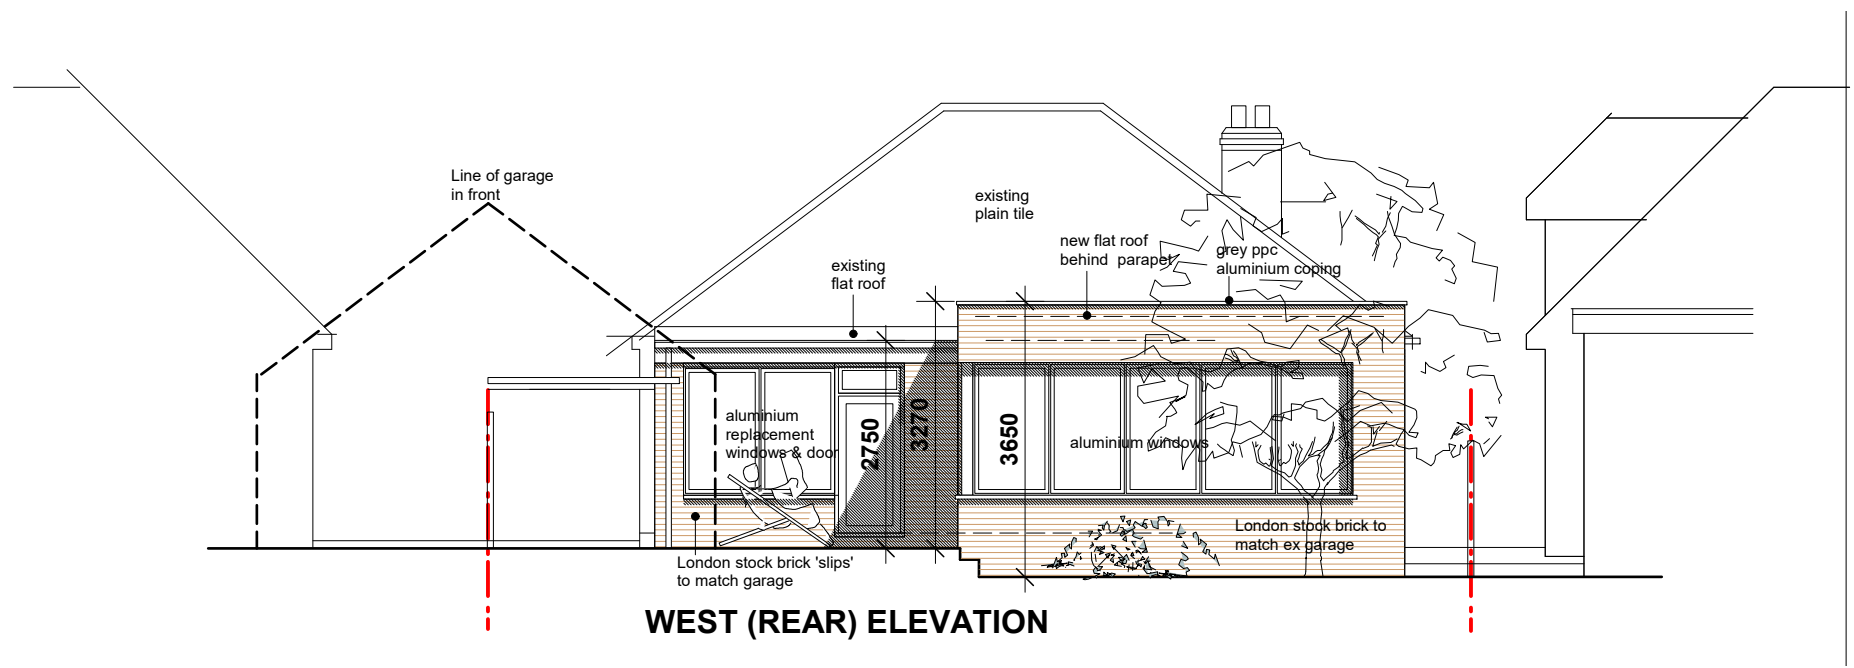 Line of garage
in front
existing
plain tile
new flat roof
behind parapet
grey ppc
aluminium coping
existing
flat roof
aluminium
replacement
windows & door
2750
3270
3650
aluminium windows
London stock brick to
match ex garage
London stock brick 'slips'
to match garage
WEST (REAR) ELEVATION